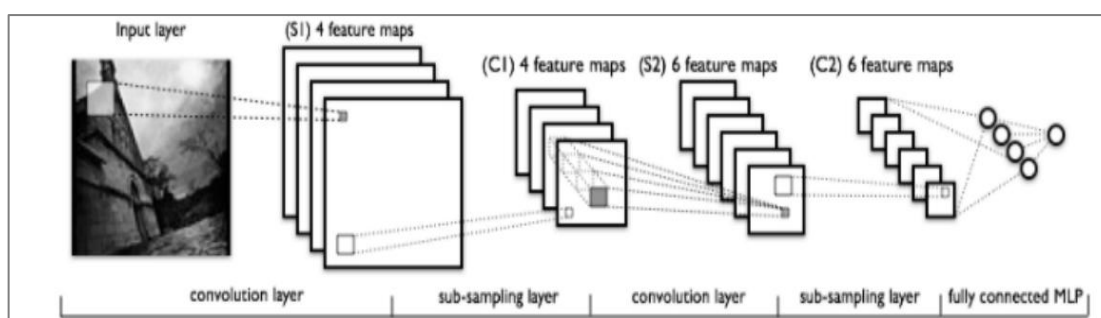 Input layer
(S1) 4 feature maps
(C1) 4 feature maps
(S2) 6 feature maps
(C2) 6 feature maps
convolution layer
sub-sampling layer
convolution layer
sub-sampling layer
fully connected MLP